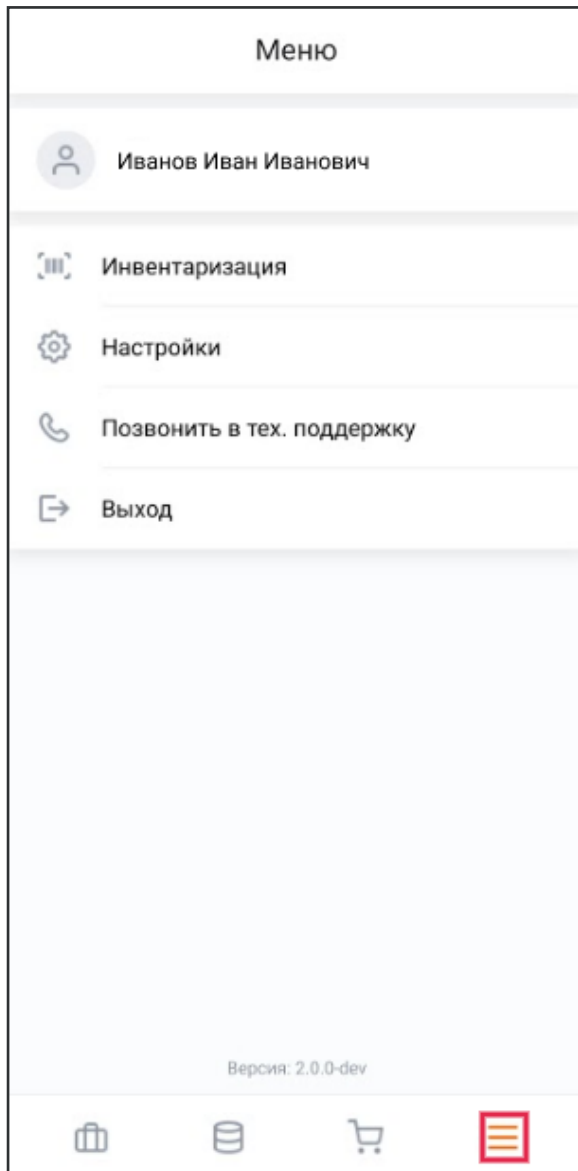 Меню
Иванов Иван Иванович
Инвентаризация
Настройки
Позвонить в тех. поддержку
Выход
Версия: 2.0.0-dev